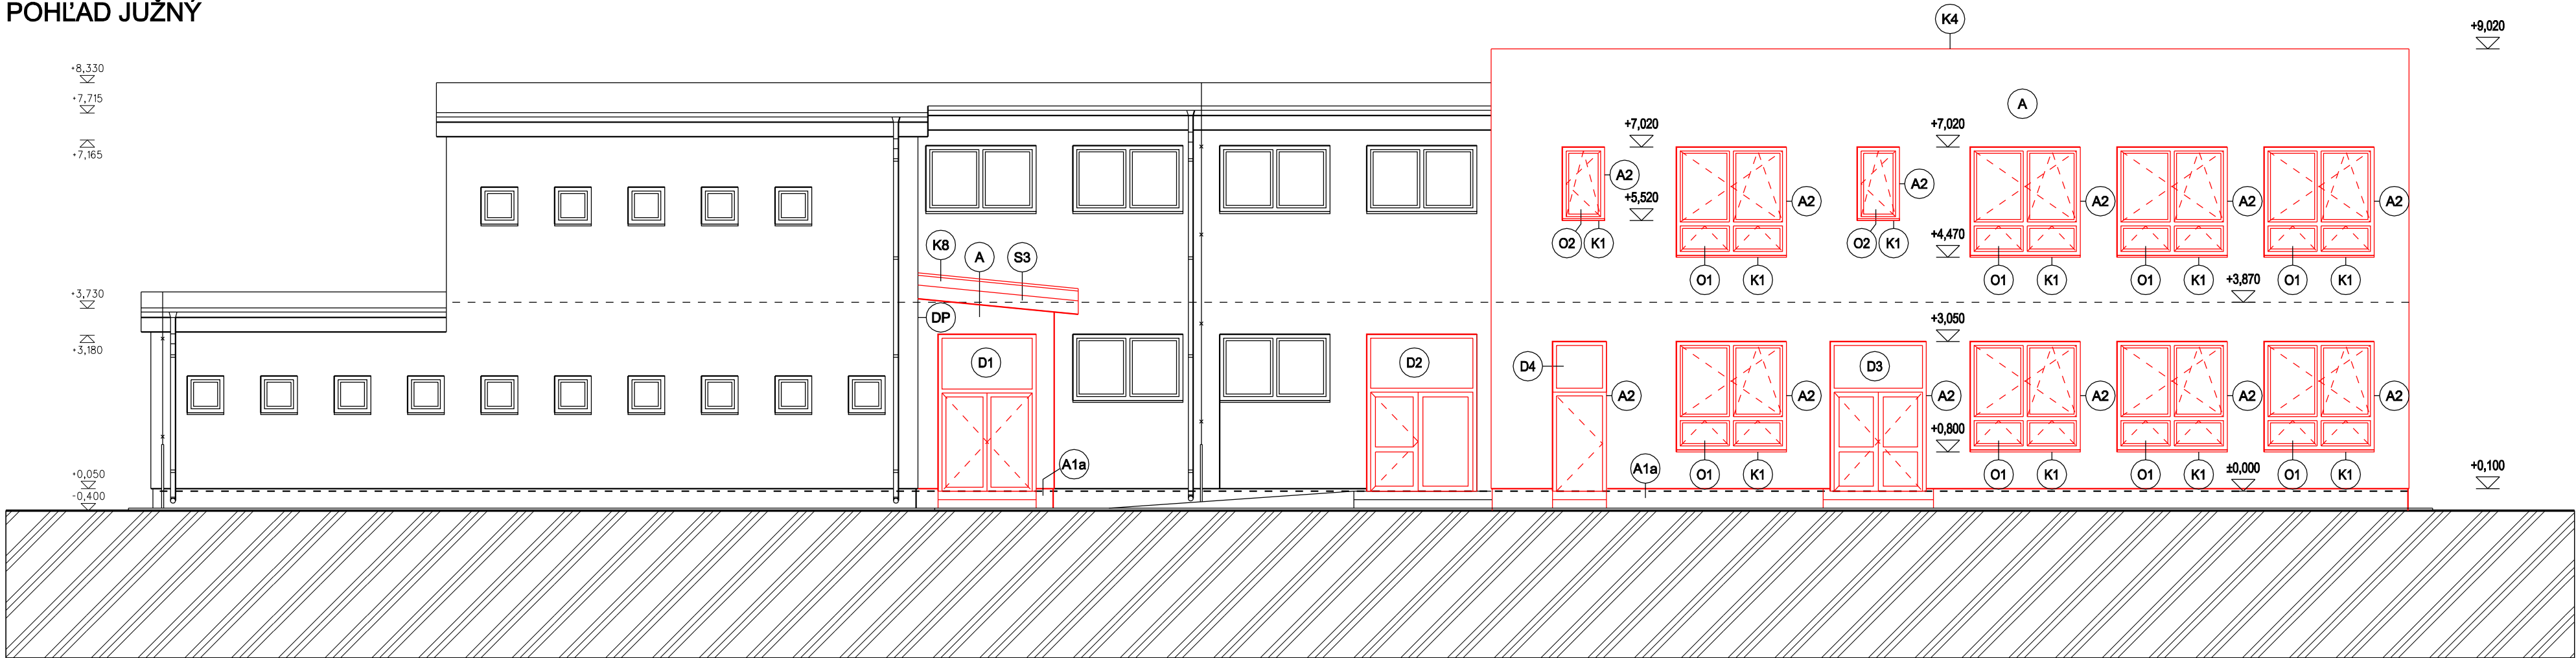 POHĽAD JUŽNÝ
K4
+9,020
+8,330
+7,715
A
+7,020
+7,020
+7,165
A2
A2
+5,520
A2
A2
A2
A2
O2
K1
O2
K1
+4,470
K8
A
S3
O1
K1
O1
K1
O1
K1
+3,870
O1
K1
+3,730
DP
+3,050
+3,180
D1
D2
D4
D3
A2
A2
A2
A2
A2
A2
+0,800
A1a
A1a
O1
K1
O1
K1
O1
K1
±0,000
O1
K1
+0,100
+0,050
-0,400